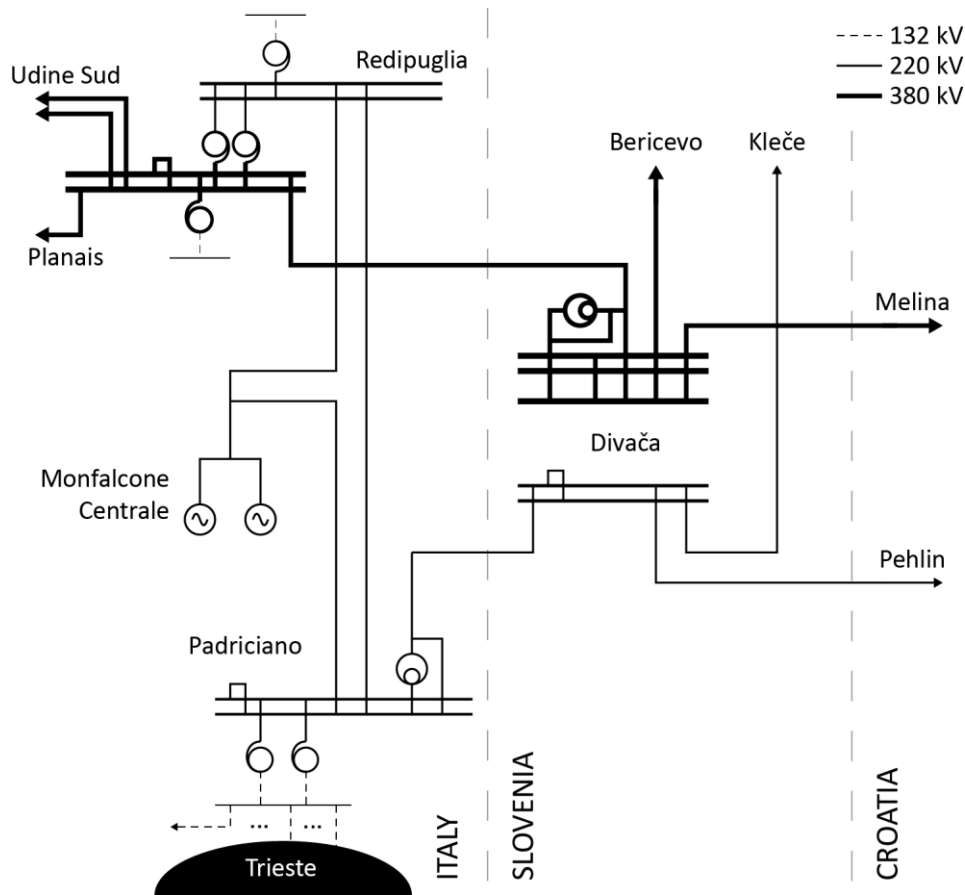 Udine Sud
Redipuglia
132 kV
220 kV
380 kV
Bericevo
Kleče
Planais
Melina
Divača
Monfalcone
Centrale
Pehlin
Padriciano
... ...
Trieste
ITALY
SLOVENIA
CROATIA